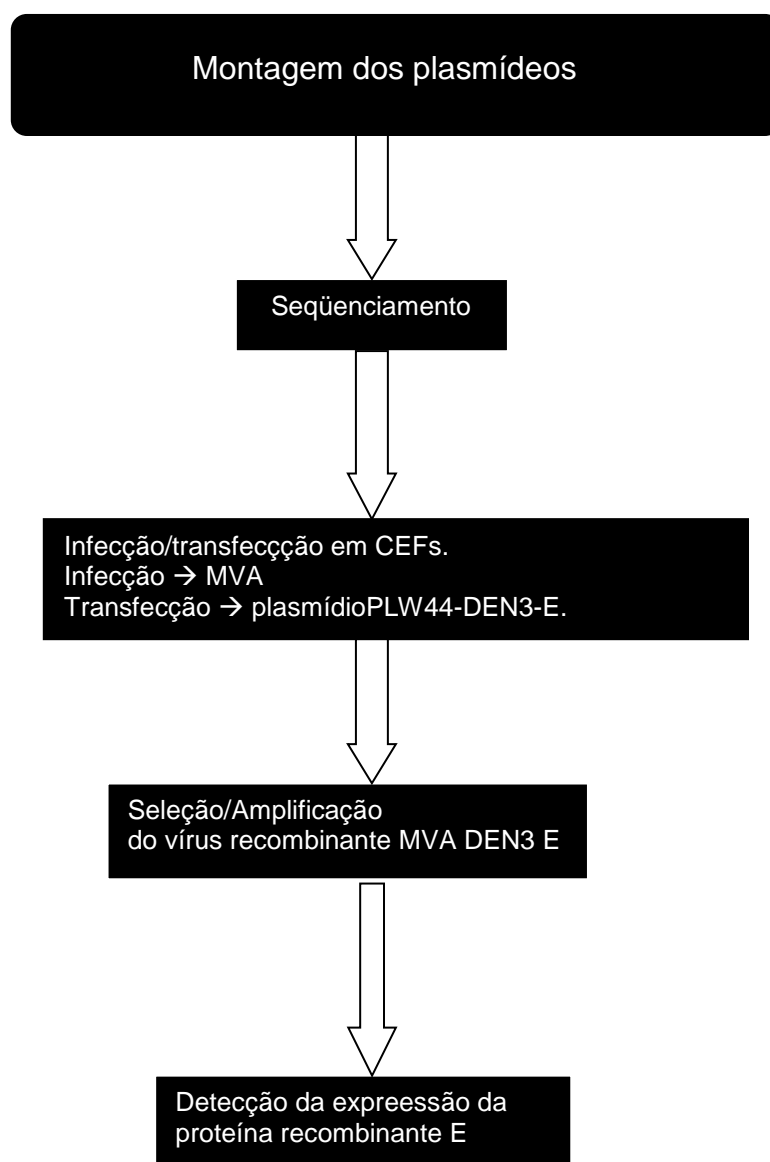 Montagem dos plasmídeos
Seqüenciamento
Infecção/transfecçção em CEFs.
Infecção → MVA
Transfecção → plasmídioPLW44-DEN3-E.
Seleção/Amplificação
do vírus recombinante MVA DEN3 E
Detecção da expreessão da
proteína recombinante E